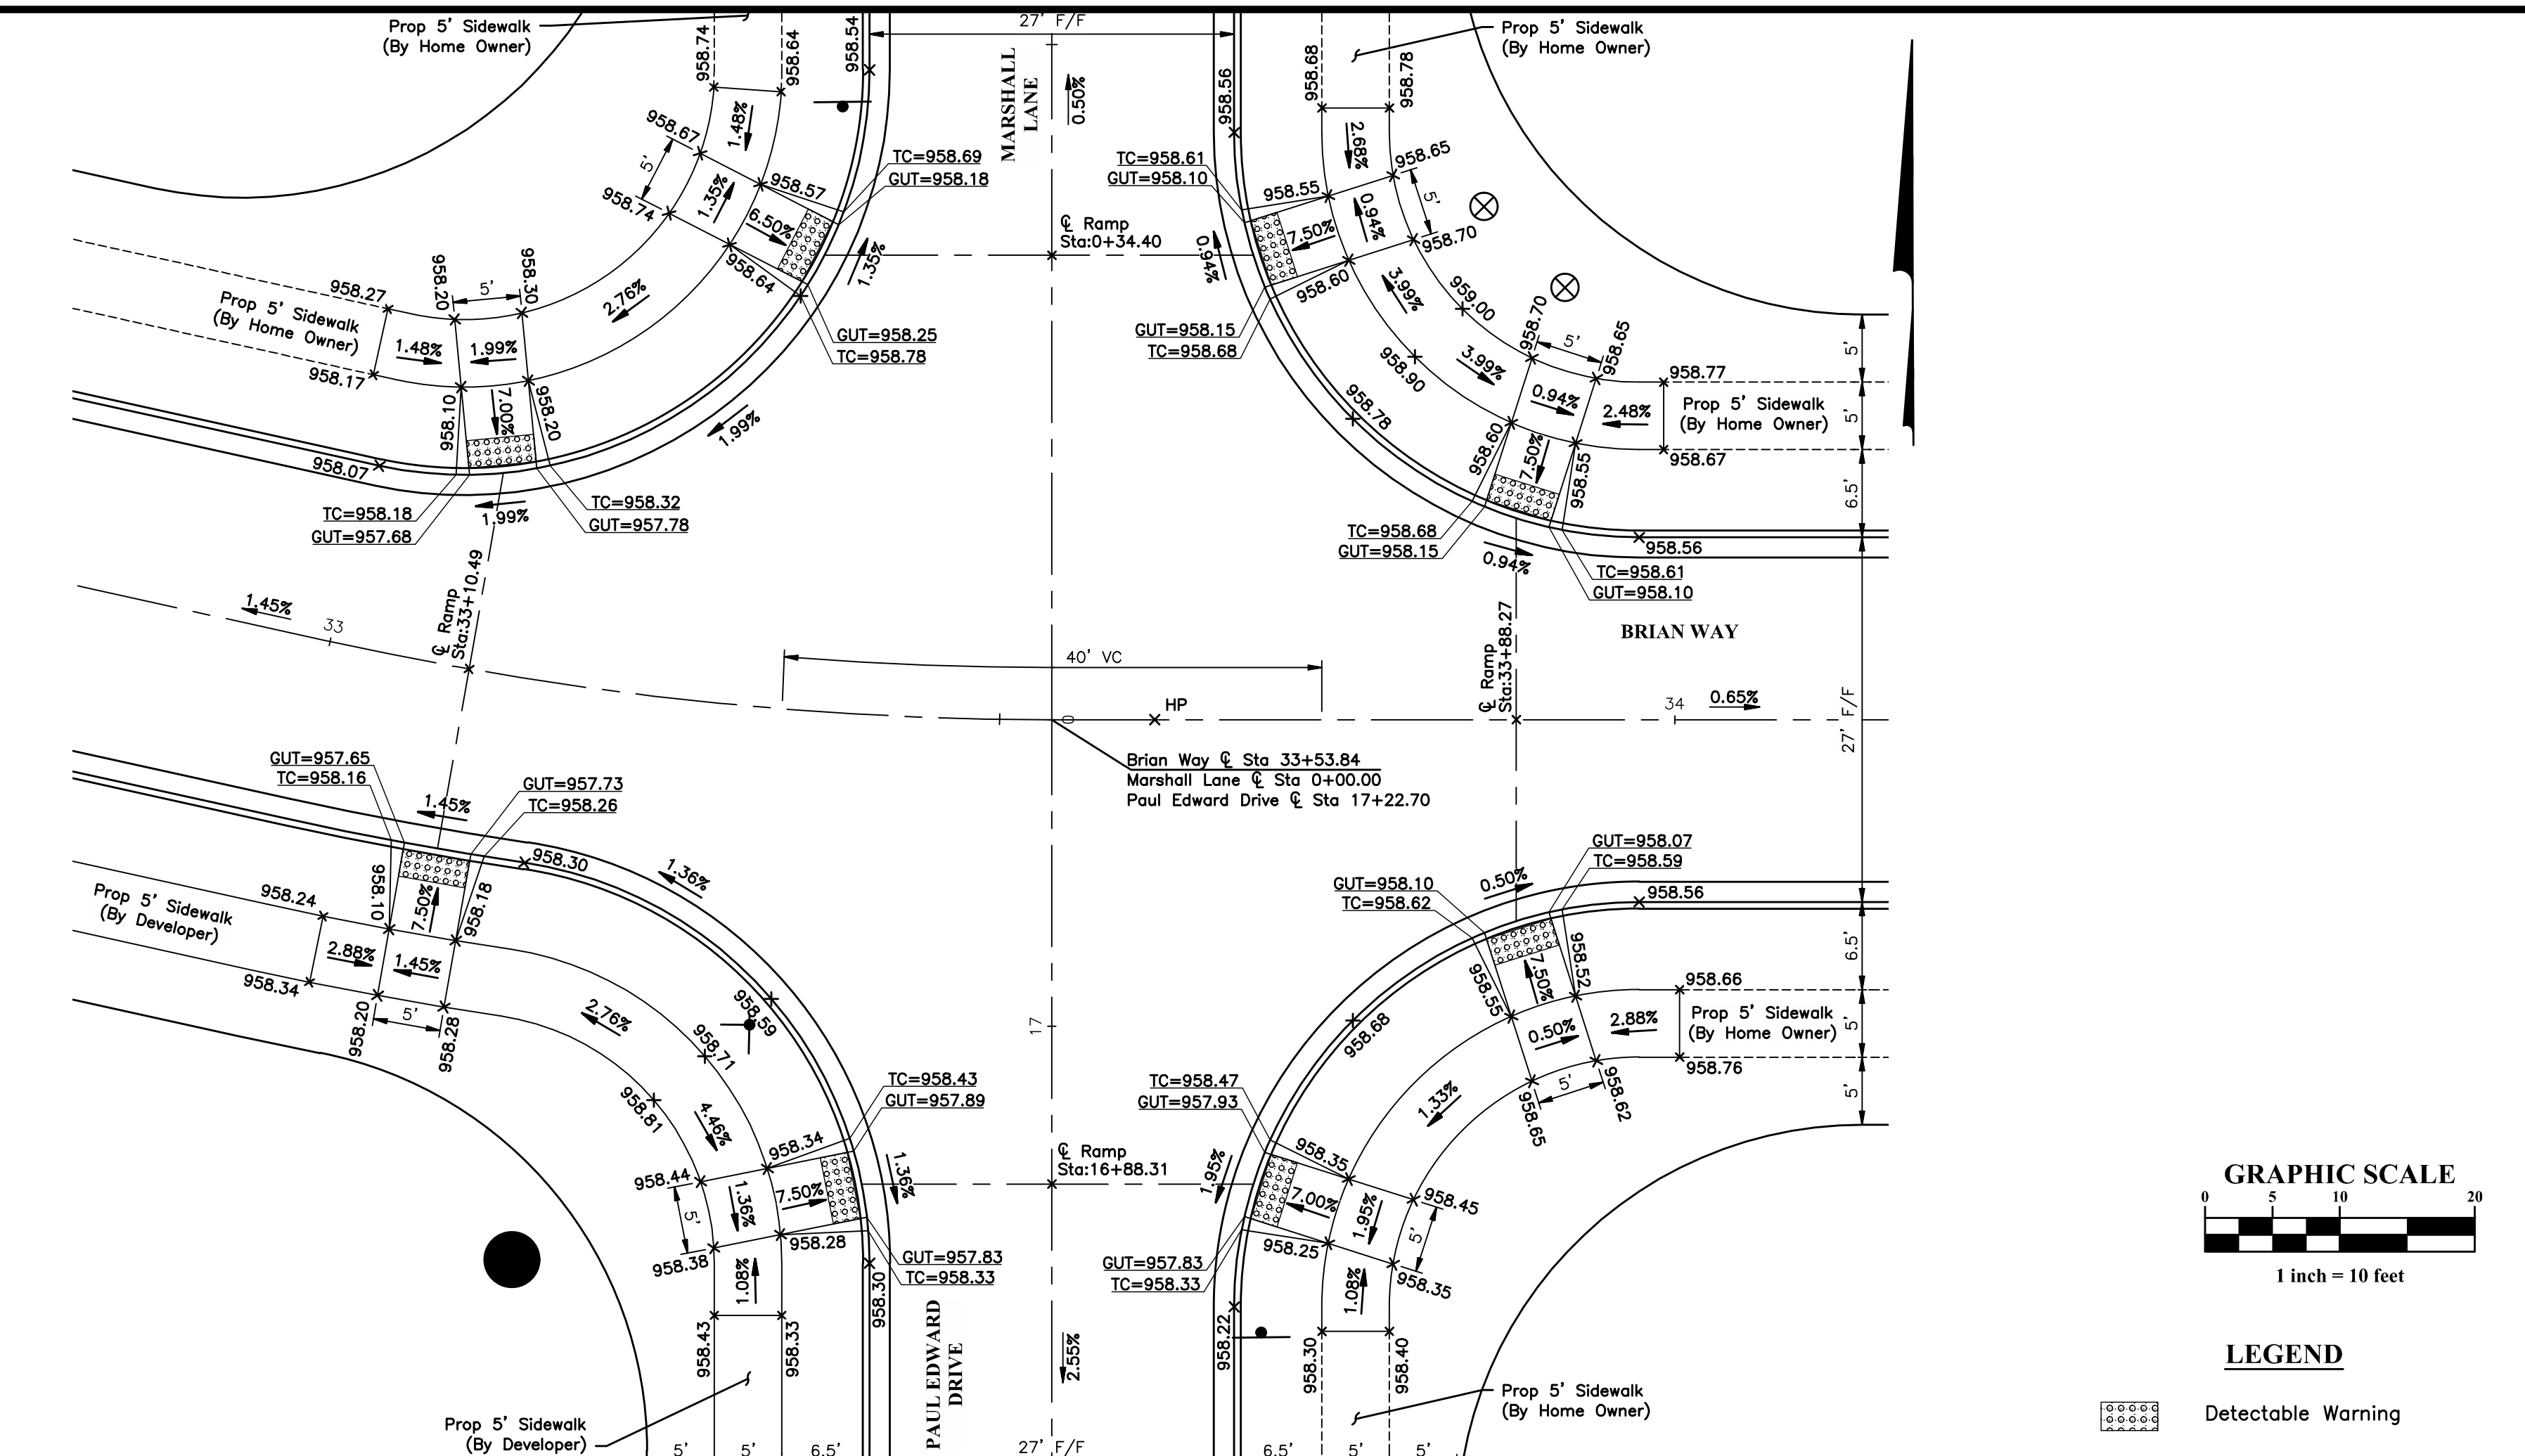 Prop 5' Sidewalk
(By Home Owner)
958.74
958.64
958.54
27' F/F
MARSHALL
LANE
0.50%
958.56
958.68
958.78
Prop 5' Sidewalk
(By Home Owner)
958.67
5'
958.74
1.48%
1.35%
958.57
6.50%
958.64
TC=958.69
GUT=958.18
1.35%
GUT=958.25
TC=958.78
2.76%
℄ Ramp
Sta:0+34.40
TC=958.61
GUT=958.10
0.94%
GUT=958.15
TC=958.68
958.55
7.50%
958.60
2.68%
0.94%
958.65
5'
958.70
3.99%
959.00
958.90
958.78
3.99%
958.70
5'
958.65
958.77
0.94%
2.48%
Prop 5' Sidewalk
(By Home Owner)
958.67
958.60
7.50%
958.55
5'
5'
6.5'
TC=958.68
GUT=958.15
0.94%
958.56
TC=958.61
GUT=958.10
958.27
Prop 5' Sidewalk
(By Home Owner)
958.17
958.20
5'
958.30
1.48%
1.99%
958.10
7.00%
958.20
958.07
TC=958.18
GUT=957.68
1.99%
TC=958.32
GUT=957.78
1.99%
1.45%
33
℄ Ramp
Sta:33+10.49
40' VC
HP
0
℄ Ramp
Sta:33+88.27
BRIAN WAY
34
0.65%
27' F/F
Brian Way ℄ Sta 33+53.84
Marshall Lane ℄ Sta 0+00.00
Paul Edward Drive ℄ Sta 17+22.70
GUT=957.65
TC=958.16
GUT=957.73
TC=958.26
1.45%
958.30
1.36%
958.10
7.50%
958.18
958.24
Prop 5' Sidewalk
(By Developer)
958.34
2.88%
1.45%
958.20
5'
958.28
2.76%
958.59
958.71
958.81
4.46%
TC=958.43
GUT=957.89
958.34
958.44
5'
958.38
1.36%
7.50%
958.28
1.36%
GUT=957.83
TC=958.33
1.08%
958.43
958.33
958.30
Prop 5' Sidewalk
(By Developer)
5'
5'
6.5'
PAUL EDWARD
DRIVE
17
℄ Ramp
Sta:16+88.31
2.55%
27' F/F
GUT=958.07
TC=958.59
GUT=958.10
TC=958.62
0.50%
958.56
958.68
958.55
7.50%
958.52
958.66
Prop 5' Sidewalk
(By Home Owner)
958.76
0.50%
2.88%
5'
958.65
958.62
1.33%
6.5'
5'
5'
TC=958.47
GUT=957.93
1.95%
958.35
7.00%
1.95%
958.45
5'
958.35
958.25
GUT=957.83
TC=958.33
1.08%
958.22
958.30
958.40
Prop 5' Sidewalk
(By Home Owner)
6.5'
5'
5'
GRAPHIC SCALE
0 5 10 20
1 inch = 10 feet
LEGEND
Detectable Warning